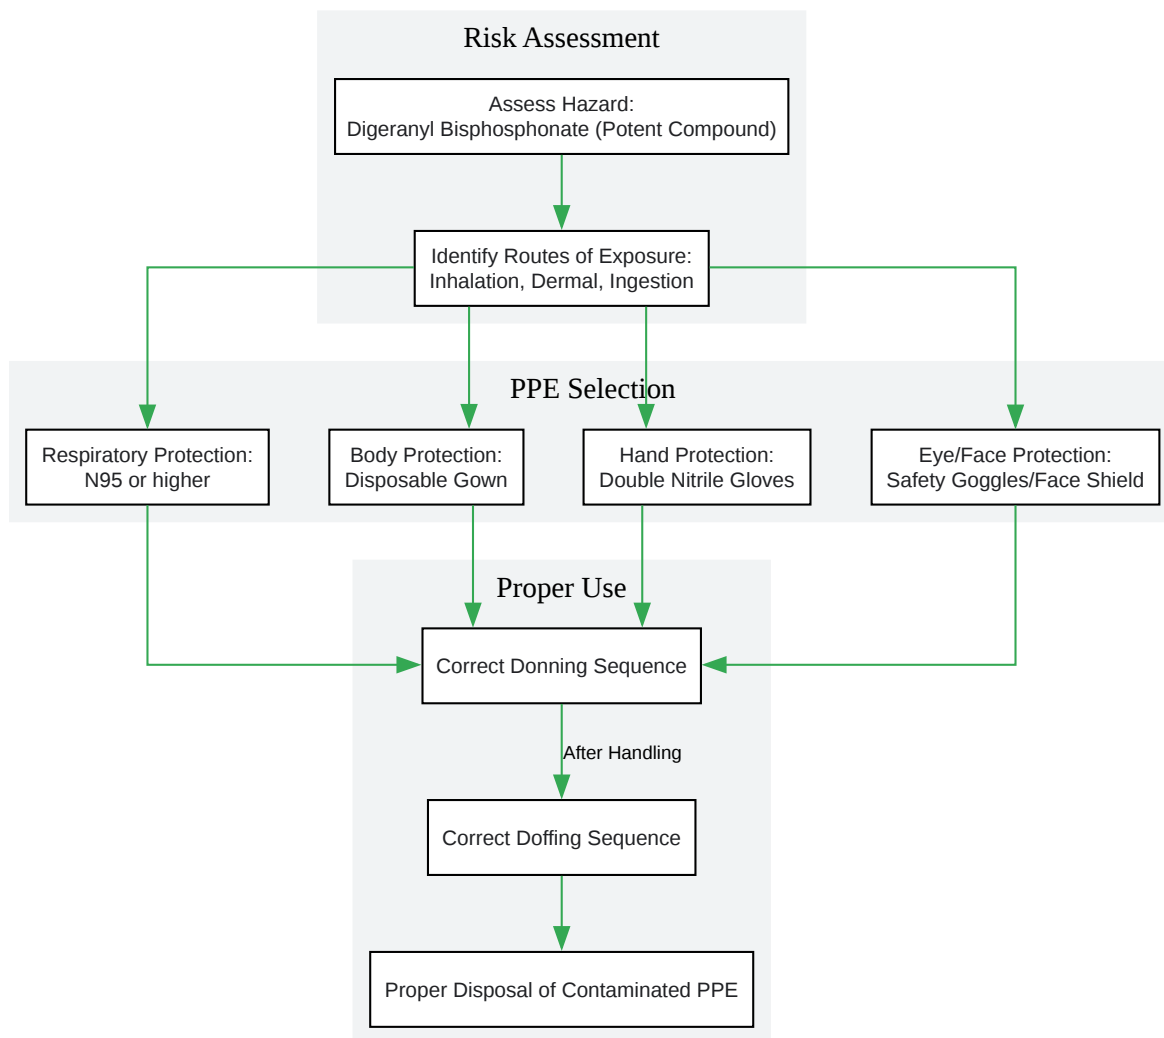 Risk Assessment
Assess Hazard:
Digeranyl Bisphosphonate (Potent Compound)
Identify Routes of Exposure:
Inhalation, Dermal, Ingestion
PPE Selection
Respiratory Protection:
N95 or higher
Body Protection:
Disposable Gown
Hand Protection:
Double Nitrile Gloves
Eye/Face Protection:
Safety Goggles/Face Shield
Proper Use
Correct Donning Sequence
After Handling
Correct Doffing Sequence
Proper Disposal of Contaminated PPE